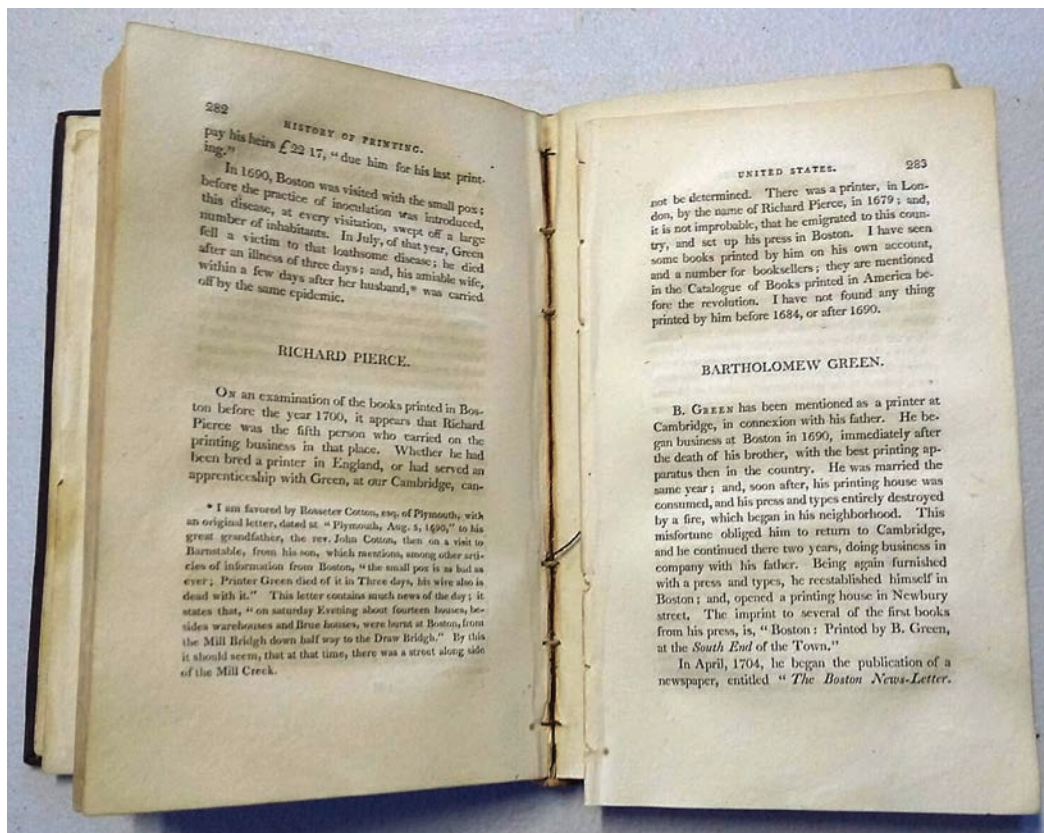 282
HISTORY OF PRINTING.
pay his heirs £22 17, "due him for his last print-
ing."
In 1690, Boston was visited with the small pox;
before the practice of inoculation was introduced,
this disease, at every visitation, swept off a large
number of inhabitants. In July, of that year, Green
fell a victim to that loathsome disease; he died
after an illness of three days; and, his amiable wife,
within a few days after her husband,* was carried
off by the same epidemic.
RICHARD PIERCE.
On an examination of the books printed in Bos-
ton before the year 1700, it appears that Richard
Pierce was the fifth person who carried on the
printing business in that place. Whether he had
been bred a printer in England, or had served an
apprenticeship with Green, at our Cambridge, can-
* I am favored by Rosseter Cotton, esq. of Plymouth, with
an original letter, dated at "Plymouth, Aug. 5, 1690," to his
great grandfather, the rev. John Cotton, then on a visit to
Barnstable, from his son, which mentions, among other arti-
cles of information from Boston, "the small pox is as bad as
ever; Printer Green died of it in Three days, his wife also is
dead with it." This letter contains much news of the day; it
states that, "on saturday Evening about fourteen houses, be-
sides warehouses and Brue houses, were burnt at Boston, from
the Mill Bridgh down half way to the Draw Bridgh." By this
it should seem, that at that time, there was a street along side
of the Mill Creek.
UNITED STATES.
283
not be determined. There was a printer, in Lon-
don, by the name of Richard Pierce, in 1679; and,
it is not improbable, that he emigrated to this coun-
try, and set up his press in Boston. I have seen
some books printed by him on his own account,
and a number for booksellers; they are mentioned
in the Catalogue of Books printed in America be-
fore the revolution. I have not found any thing
printed by him before 1684, or after 1690.
BARTHOLOMEW GREEN.
B. GREEN has been mentioned as a printer at
Cambridge, in connexion with his father. He be-
gan business at Boston in 1690, immediately after
the death of his brother, with the best printing ap-
paratus then in the country. He was married the
same year; and, soon after, his printing house was
consumed, and his press and types entirely destroyed
by a fire, which began in his neighborhood. This
misfortune obliged him to return to Cambridge,
and he continued there two years, doing business in
company with his father. Being again furnished
with a press and types, he reestablished himself in
Boston; and, opened a printing house in Newbury
street. The imprint to several of the first books
from his press, is, "Boston: Printed by B. Green,
at the South End of the Town."
In April, 1704, he began the publication of a
newspaper, entitled "The Boston News-Letter.